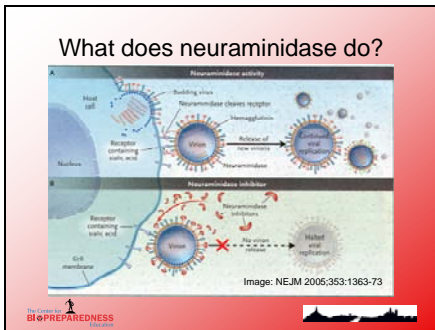 What does neuraminidase do?
A
Neuraminidase activity
Host
cell
Budding virus
Neuraminidase cleaves receptor
Hemagglutinin
Receptor
containing
sialic acid
Virion
Release of
new virions
Continued
viral
replication
Nucleus
Neuraminidase
B
Neuraminidase inhibitor
Receptor
containing
sialic acid
Neuraminidase
inhibitors
Virion
No virion
release
Halted
viral
replication
Cell
membrane
Image: NEJM 2005;353:1363-73
The Center for
BIOPREPAREDNESS
Education